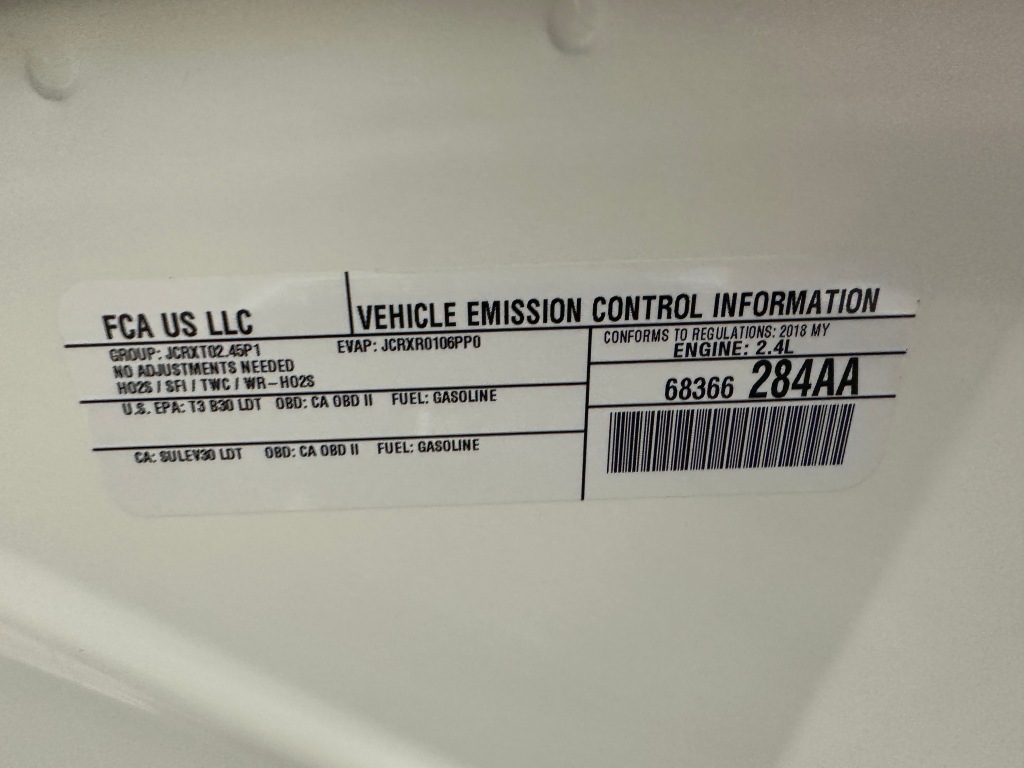 FCA US LLC
VEHICLE EMISSION CONTROL INFORMATION
GROUP: JCRXT02.45P1
EVAP: JCRXR0106PP0
NO ADJUSTMENTS NEEDED
HO2S / SFI / TWC / WR-HO2S
U.S. EPA: T3 B30 LDT OBD: CA OBD II FUEL: GASOLINE
CA: SULEV30 LDT OBD: CA OBD II FUEL: GASOLINE
CONFORMS TO REGULATIONS: 2018 MY
ENGINE: 2.4L
68366 284AA